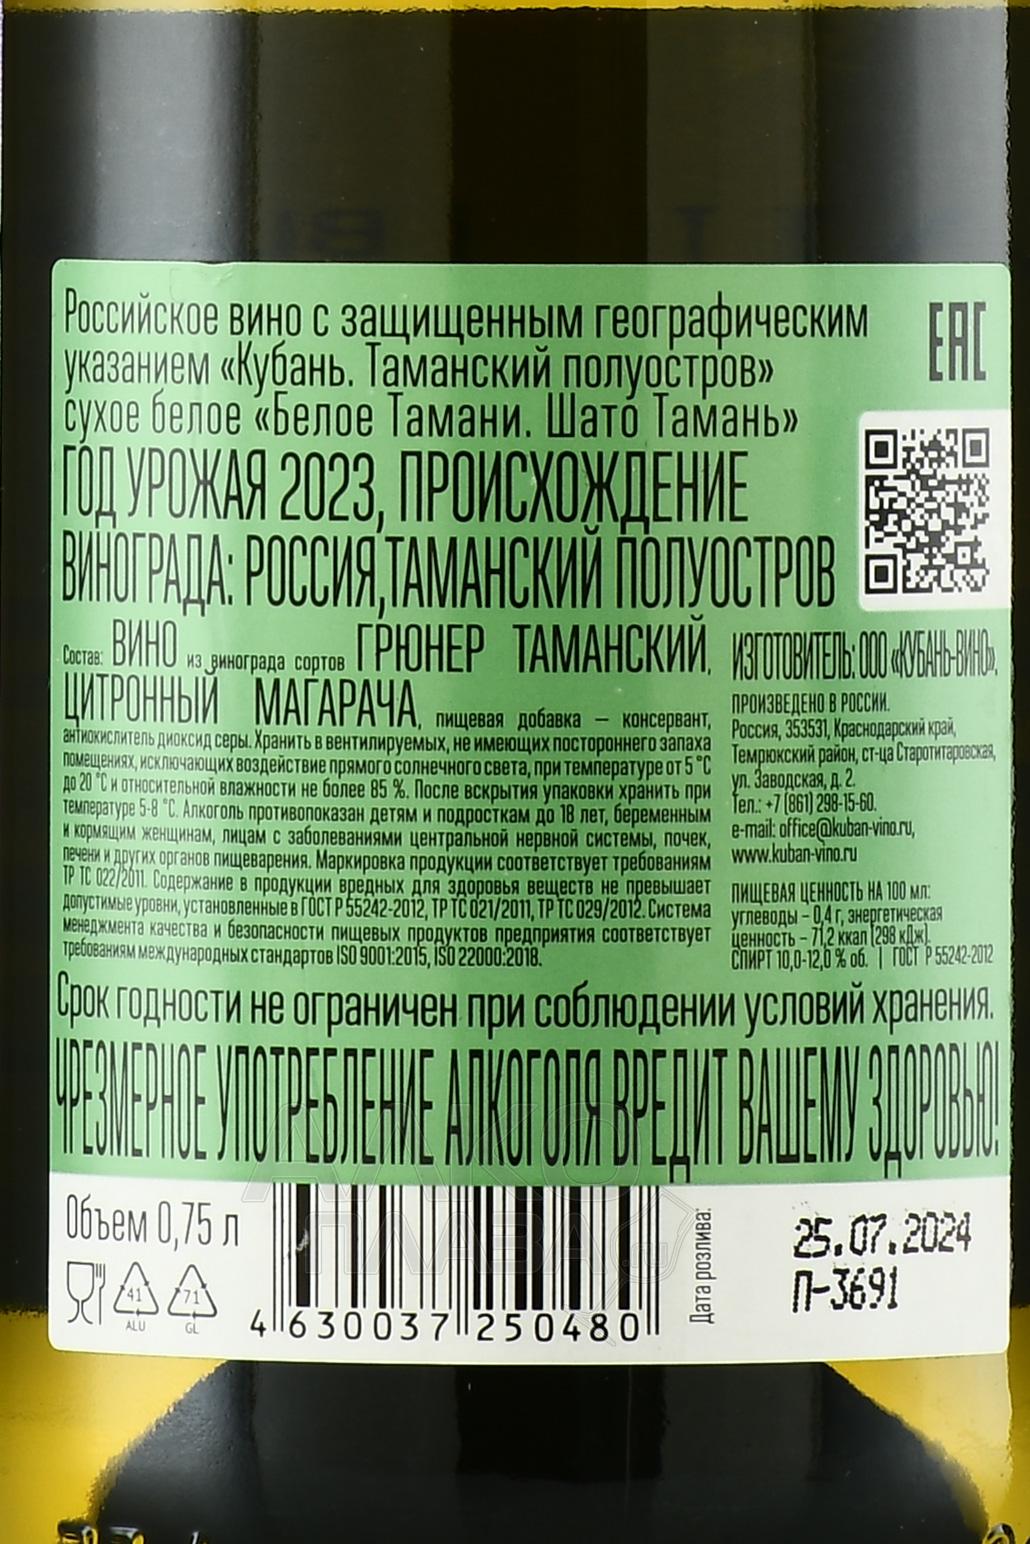 Российское вино с защищенным географическим
указанием «Кубань. Таманский полуостров»
сухое белое «Белое Тамани. Шато Тамань»
ГОД УРОЖАЯ 2023, ПРОИСХОЖДЕНИЕ
ВИНОГРАДА: РОССИЯ, ТАМАНСКИЙ ПОЛУОСТРОВ
Состав: ВИНО из винограда сортов ГРЮНЕР ТАМАНСКИЙ,
ЦИТРОННЫЙ МАГАРАЧА, пищевая добавка – консервант,
антиокислитель диоксид серы. Хранить в вентилируемых, не имеющих постороннего запаха
помещениях, исключающих воздействие прямого солнечного света, при температуре от 5 °С
до 20 °С и относительной влажности не более 85 %. После вскрытия упаковки хранить при
температуре 5-8 °С. Алкоголь противопоказан детям и подросткам до 18 лет, беременным
и кормящим женщинам, лицам с заболеваниями центральной нервной системы, почек,
печени и других органов пищеварения. Маркировка продукции соответствует требованиям
ТР ТС 022/2011. Содержание в продукции вредных для здоровья веществ не превышает
допустимые уровни, установленные в ГОСТ Р 55242-2012, ТР ТС 021/2011, ТР ТС 029/2012. Система
менеджмента качества и безопасности пищевых продуктов предприятия соответствует
требованиям международных стандартов ISO 9001:2015, ISO 22000:2018.
EAC
ИЗГОТОВИТЕЛЬ: ООО «КУБАНЬ-ВИНО».
ПРОИЗВЕДЕНО В РОССИИ.
Россия, 353531, Краснодарский край,
Темрюкский район, ст-ца Старотитаровская,
ул. Заводская, д. 2.
Тел.: +7 (861) 298-15-60.
e-mail: office@kuban-vino.ru,
www.kuban-vino.ru
ПИЩЕВАЯ ЦЕННОСТЬ НА 100 мл:
углеводы – 0,4 г, энергетическая
ценность – 71,2 ккал (298 кДж).
СПИРТ 10,0-12,0 % об. | ГОСТ Р 55242-2012
Срок годности не ограничен при соблюдении условий хранения.
ЧРЕЗМЕРНОЕ УПОТРЕБЛЕНИЕ АЛКОГОЛЯ ВРЕДИТ ВАШЕМУ ЗДОРОВЬЮ!
Объем 0,75 л
41
ALU
71
GL
4 630037 250480
Дата розлива:
25.07.2024
П-3691
АЛКО
ПЛАЗА
.ru